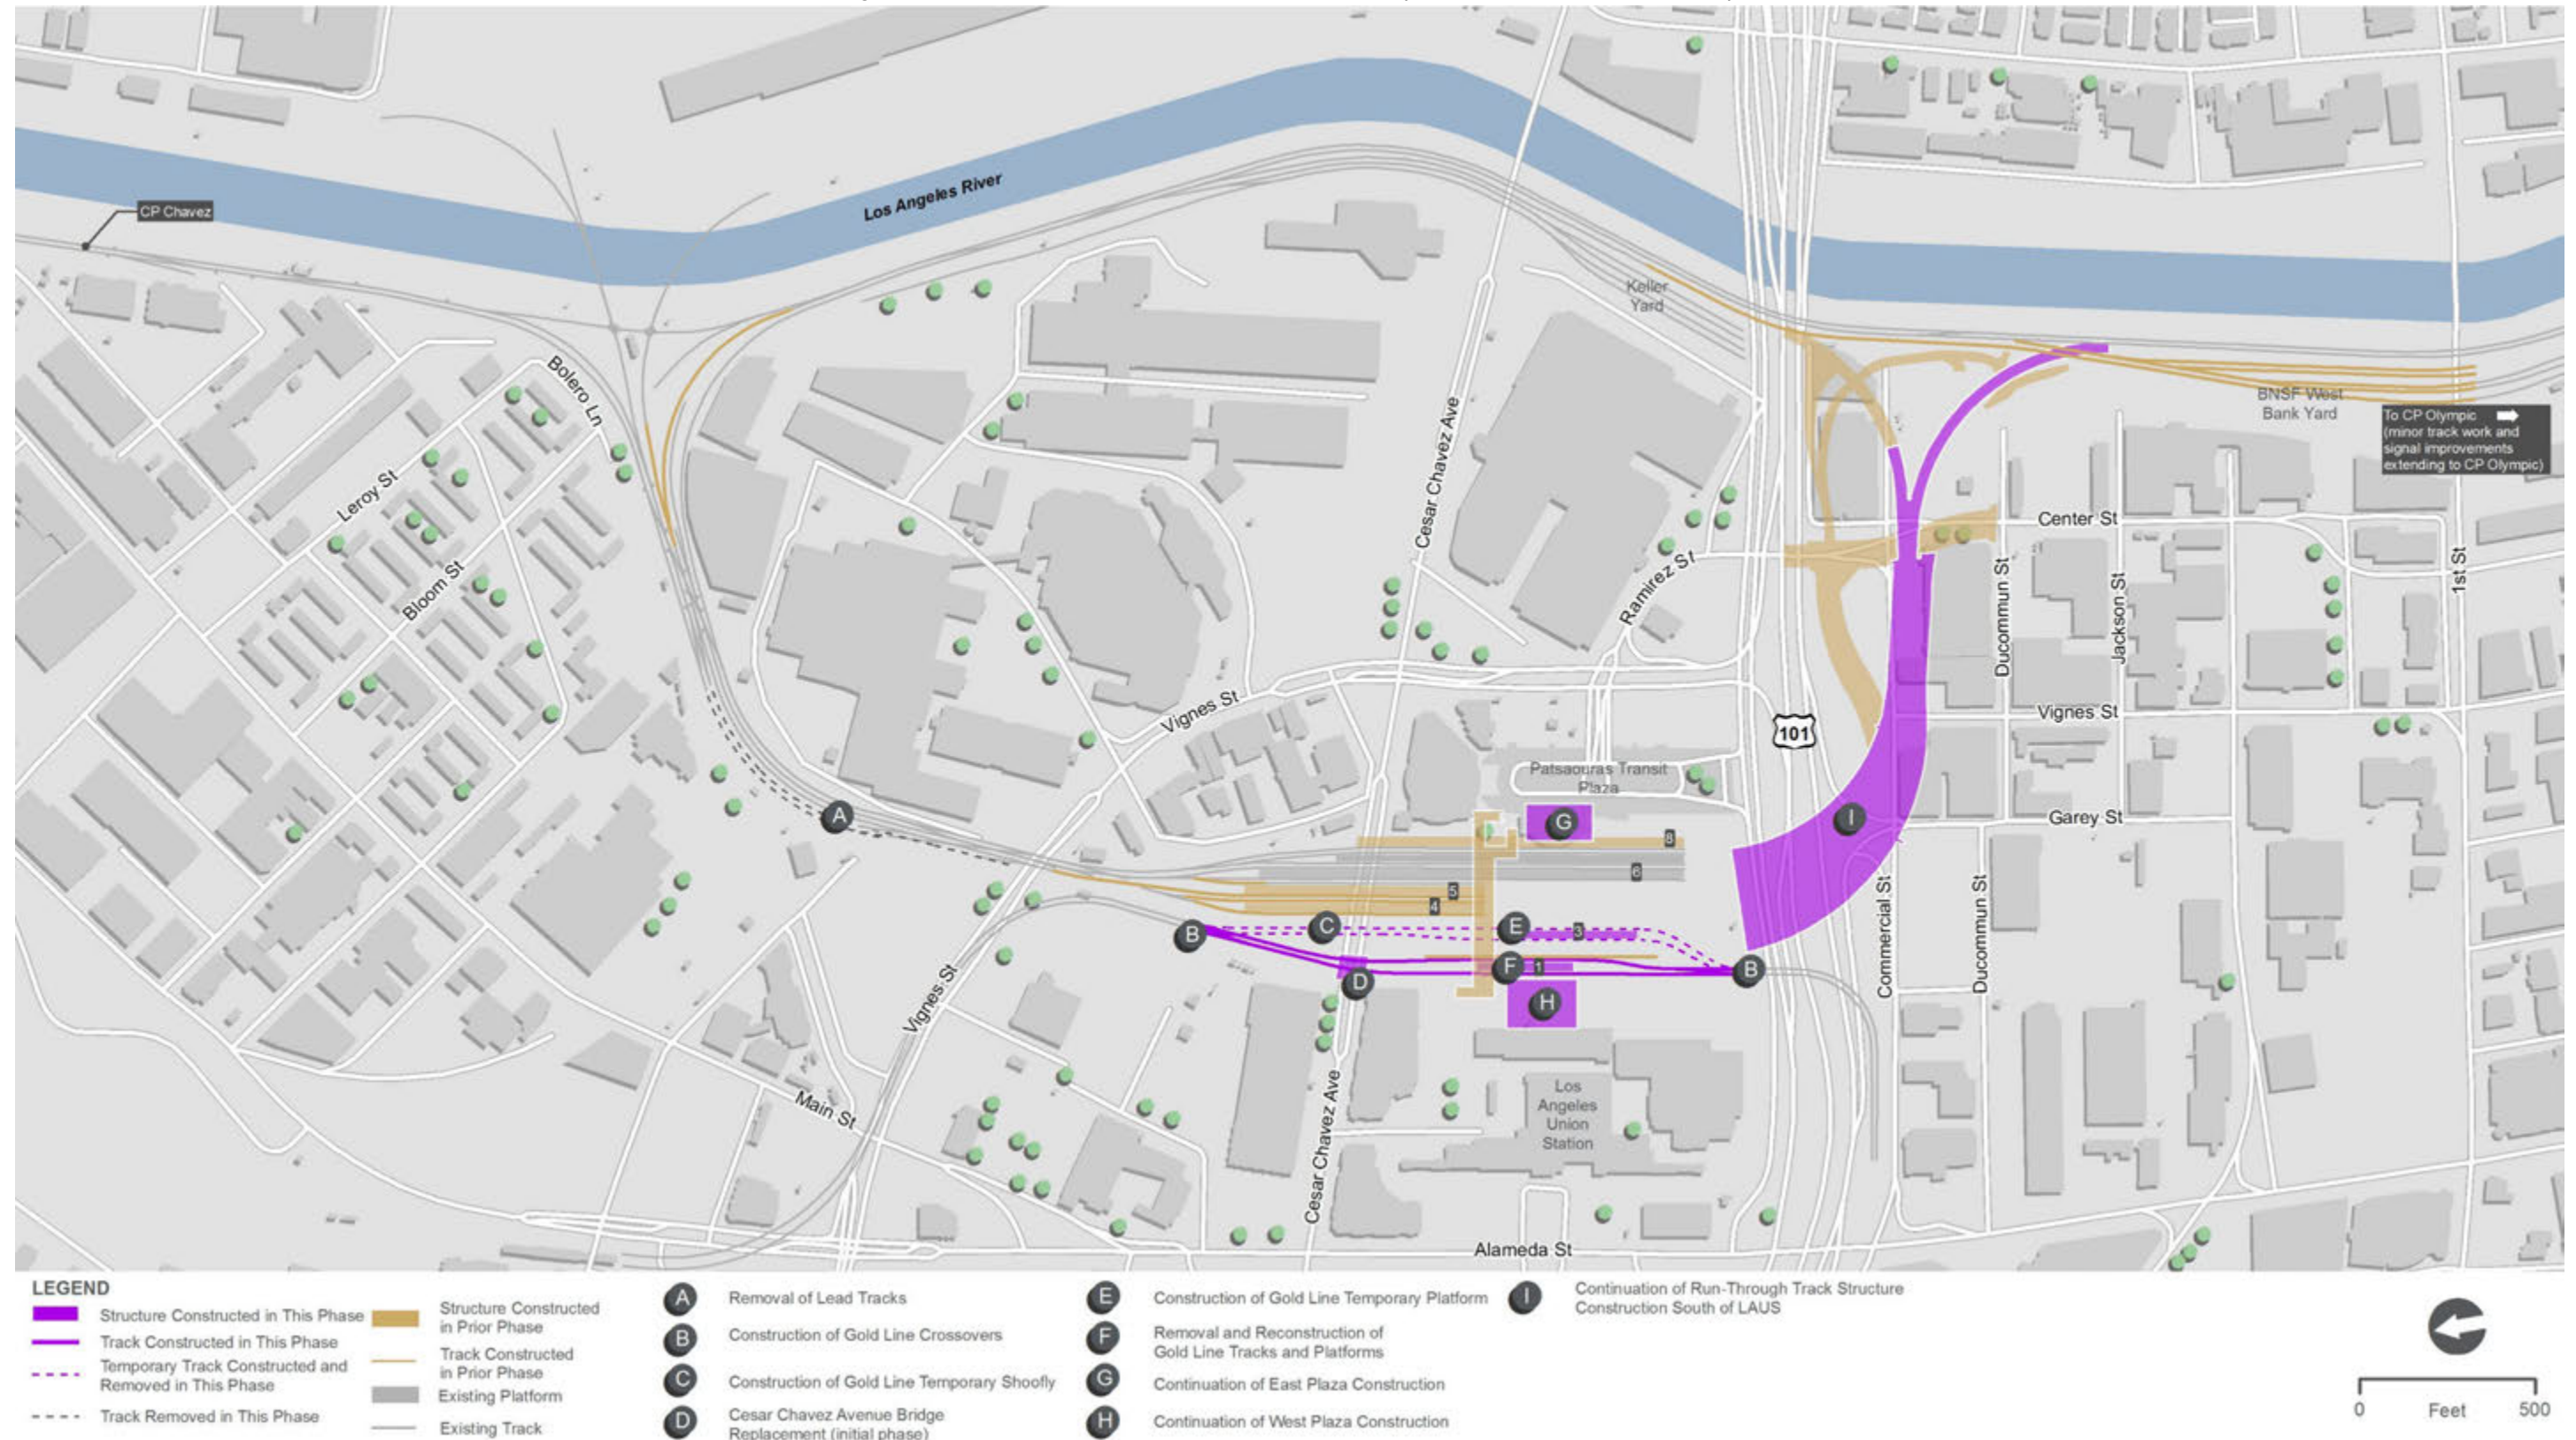 Los Angeles River
CP Chavez
Keller
Yard
Bolero Ln
BNSF West
Bank Yard
To CP Olympic
(minor track work and
signal improvements
extending to CP Olympic)
Cesar Chavez Ave
Leroy St
Center St
Bloom St
Ramirez St
Ducommun St
Jackson St
1st St
Vignes St
Vignes St
101
Patsaouras Transit
Plaza
A
G
I
Garey St
8
6
5
4
B
C
E
3
Commercial St
Ducommun St
F
1
B
D
H
Vignes St
Los
Angeles
Union
Station
Main St
Cesar Chavez Ave
Alameda St
LEGEND
Structure Constructed in This Phase
Track Constructed in This Phase
Temporary Track Constructed and
Removed in This Phase
Track Removed in This Phase
Structure Constructed
in Prior Phase
Track Constructed
in Prior Phase
Existing Platform
Existing Track
A Removal of Lead Tracks
B Construction of Gold Line Crossovers
C Construction of Gold Line Temporary Shoofly
D Cesar Chavez Avenue Bridge
Replacement (initial phase)
E Construction of Gold Line Temporary Platform
F Removal and Reconstruction of
Gold Line Tracks and Platforms
G Continuation of East Plaza Construction
H Continuation of West Plaza Construction
I Continuation of Run-Through Track Structure
Construction South of LAUS
0 Feet 500